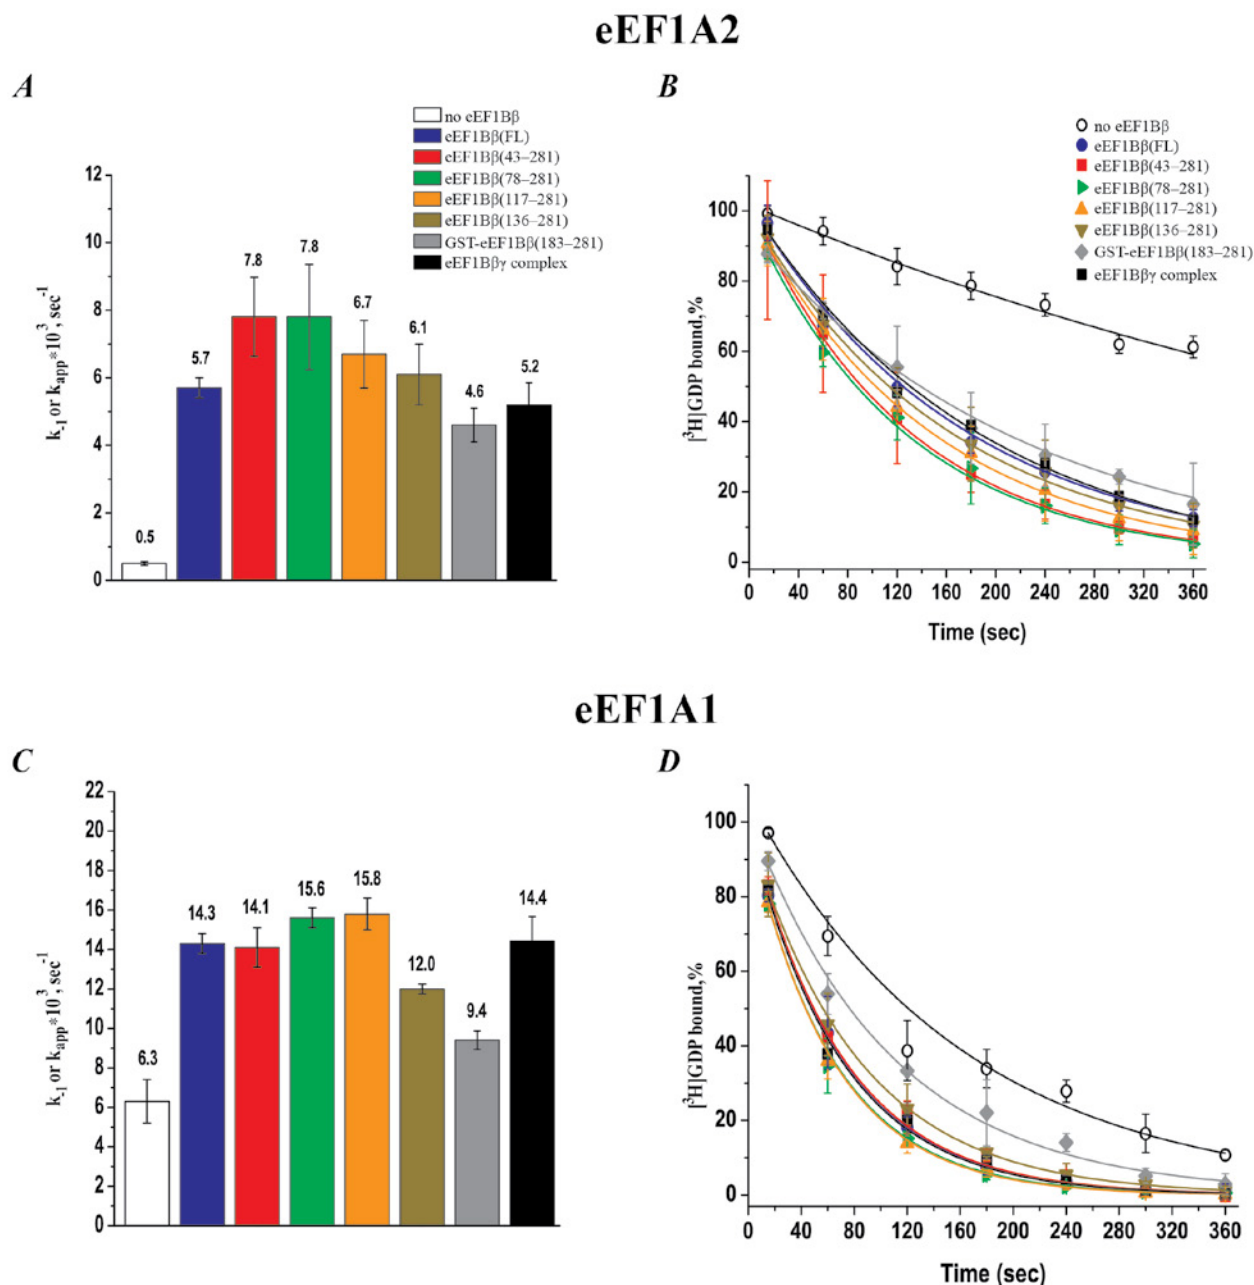 eEF1A2
A
no eEF1Bβ
eEF1Bβ(FL)
eEF1Bβ(43–281)
eEF1Bβ(78–281)
eEF1Bβ(117–281)
eEF1Bβ(136–281)
GST-eEF1Bβ(183–281)
eEF1Bβγ complex
12
10
8
6
4
2
0
k-1 or kapp*10^3, sec^-1
0.5
5.7
7.8
7.8
6.7
6.1
4.6
5.2
B
no eEF1Bβ
eEF1Bβ(FL)
eEF1Bβ(43–281)
eEF1Bβ(78–281)
eEF1Bβ(117–281)
eEF1Bβ(136–281)
GST-eEF1Bβ(183–281)
eEF1Bβγ complex
100
80
60
40
20
0
[³H]GDP bound,%
0 40 80 120 160 200 240 280 320 360
Time (sec)
eEF1A1
C
22
20
18
16
14
12
10
8
6
4
2
0
k-1 or kapp*10^3, sec^-1
6.3
14.3
14.1
15.6
15.8
12.0
9.4
14.4
D
100
80
60
40
20
0
[³H]GDP bound,%
0 40 80 120 160 200 240 280 320 360
Time (sec)